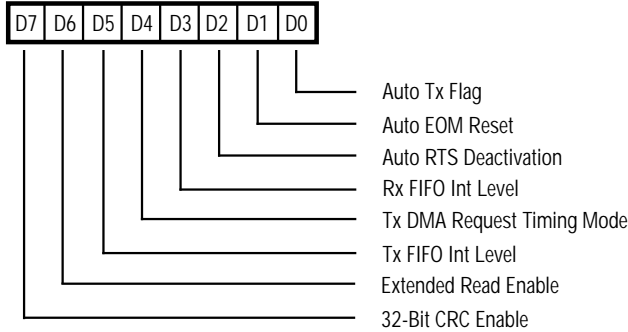 D7 D6 D5 D4 D3 D2 D1 D0
Auto Tx Flag
Auto EOM Reset
Auto RTS Deactivation
Rx FIFO Int Level
Tx DMA Request Timing Mode
Tx FIFO Int Level
Extended Read Enable
32-Bit CRC Enable